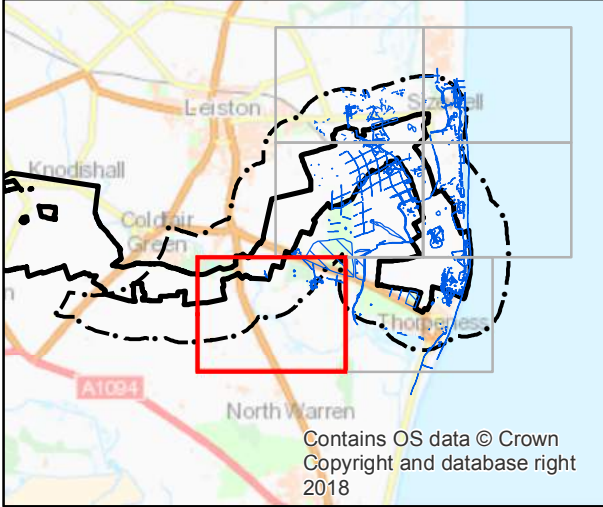 Leiston
Sizewell
Knodishall
Coldfair
Green
n
Thorpeness
A1094
North Warren
Contains OS data © Crown
Copyright and database right
2018